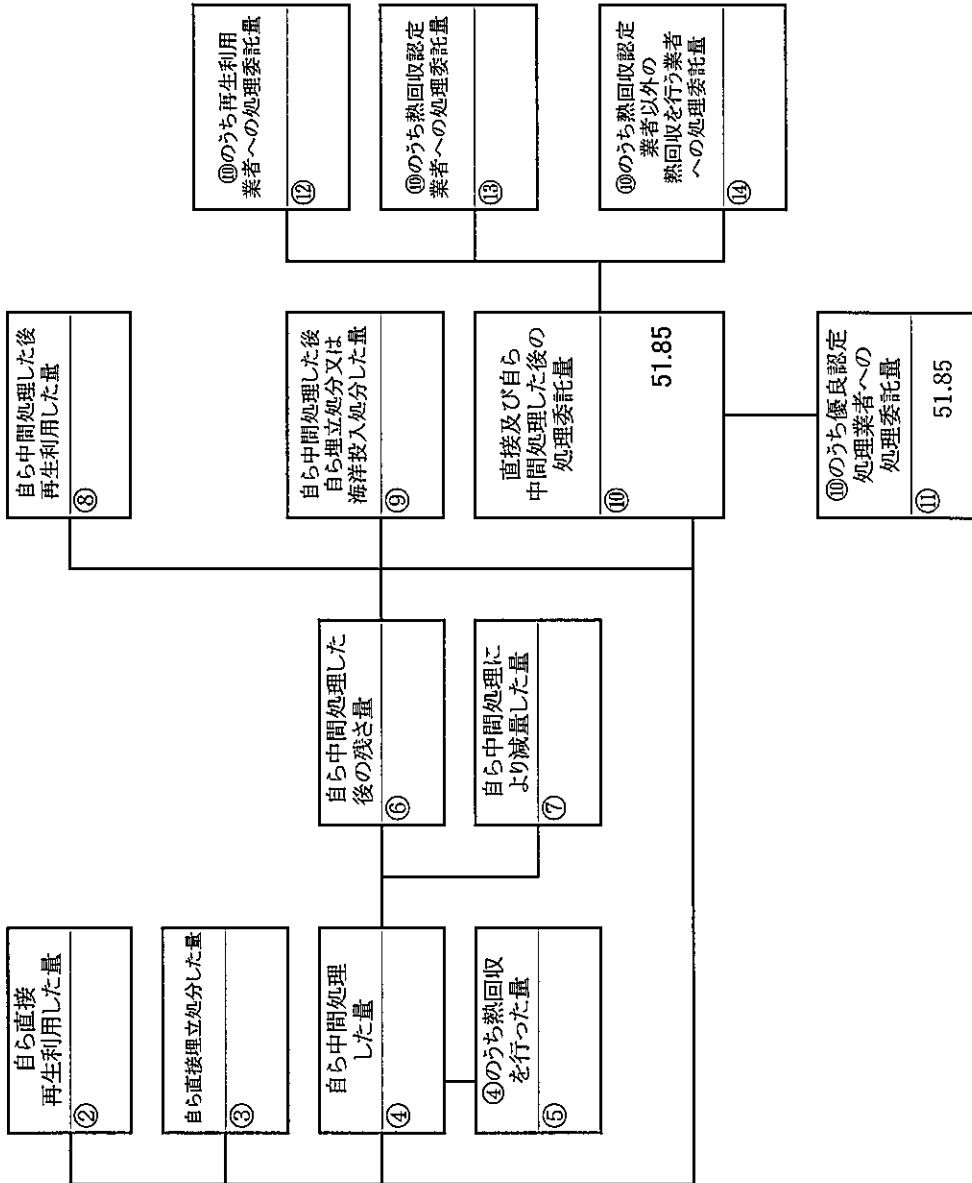 自ら直接
再生利用した量
②
自ら直接埋立処分した量
③
自ら中間処理
した量
④
④のうち熱回収
を行った量
⑤
自ら中間処理した
後の残さ量
⑥
自ら中間処理に
より減量した量
⑦
自ら中間処理した後
再生利用した量
⑧
自ら中間処理した後
自ら埋立処分又は
海洋投入処分した量
⑨
直接及び自ら
中間処理した後の
処理委託量
⑩
51.85
⑩のうち優良認定
処理業者への
処理委託量
⑪
51.85
⑩のうち再生利用
業者への処理委託量
⑫
⑩のうち熱回収認定
業者への処理委託量
⑬
⑩のうち熱回収認定
業者以外の
熱回収を行う業者
への処理委託量
⑭